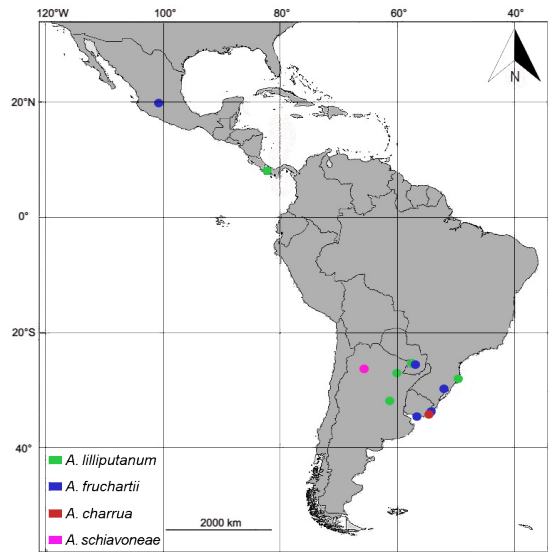 120°W 100° 80° 60° 40°
N
20°N
0°
20°S
40°
A. lilliputanum
A. fruchartii
A. charrua
A. schiavoneae
2000 km